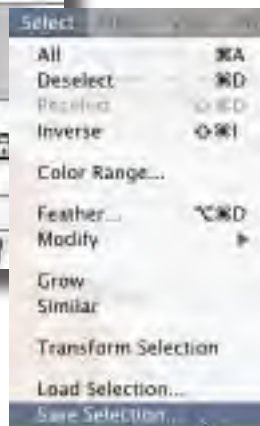 Select
All ⌘A
Deselect ⌘D
Reselect ⇧⌘D
Inverse ⇧⌘I
Color Range...
Feather... ⌥⌘D
Modify ▶
Grow
Similar
Transform Selection
Load Selection...
Save Selection...